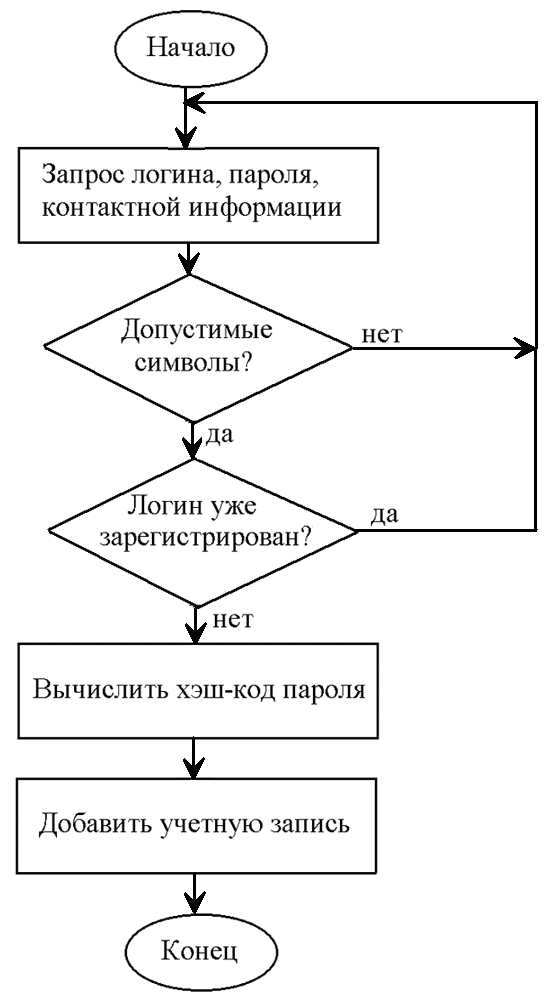 Начало
Запрос логина, пароля,
контактной информации
Допустимые
символы?
нет
да
Логин уже
зарегистрирован?
да
нет
Вычислить хэш-код пароля
Добавить учетную запись
Конец